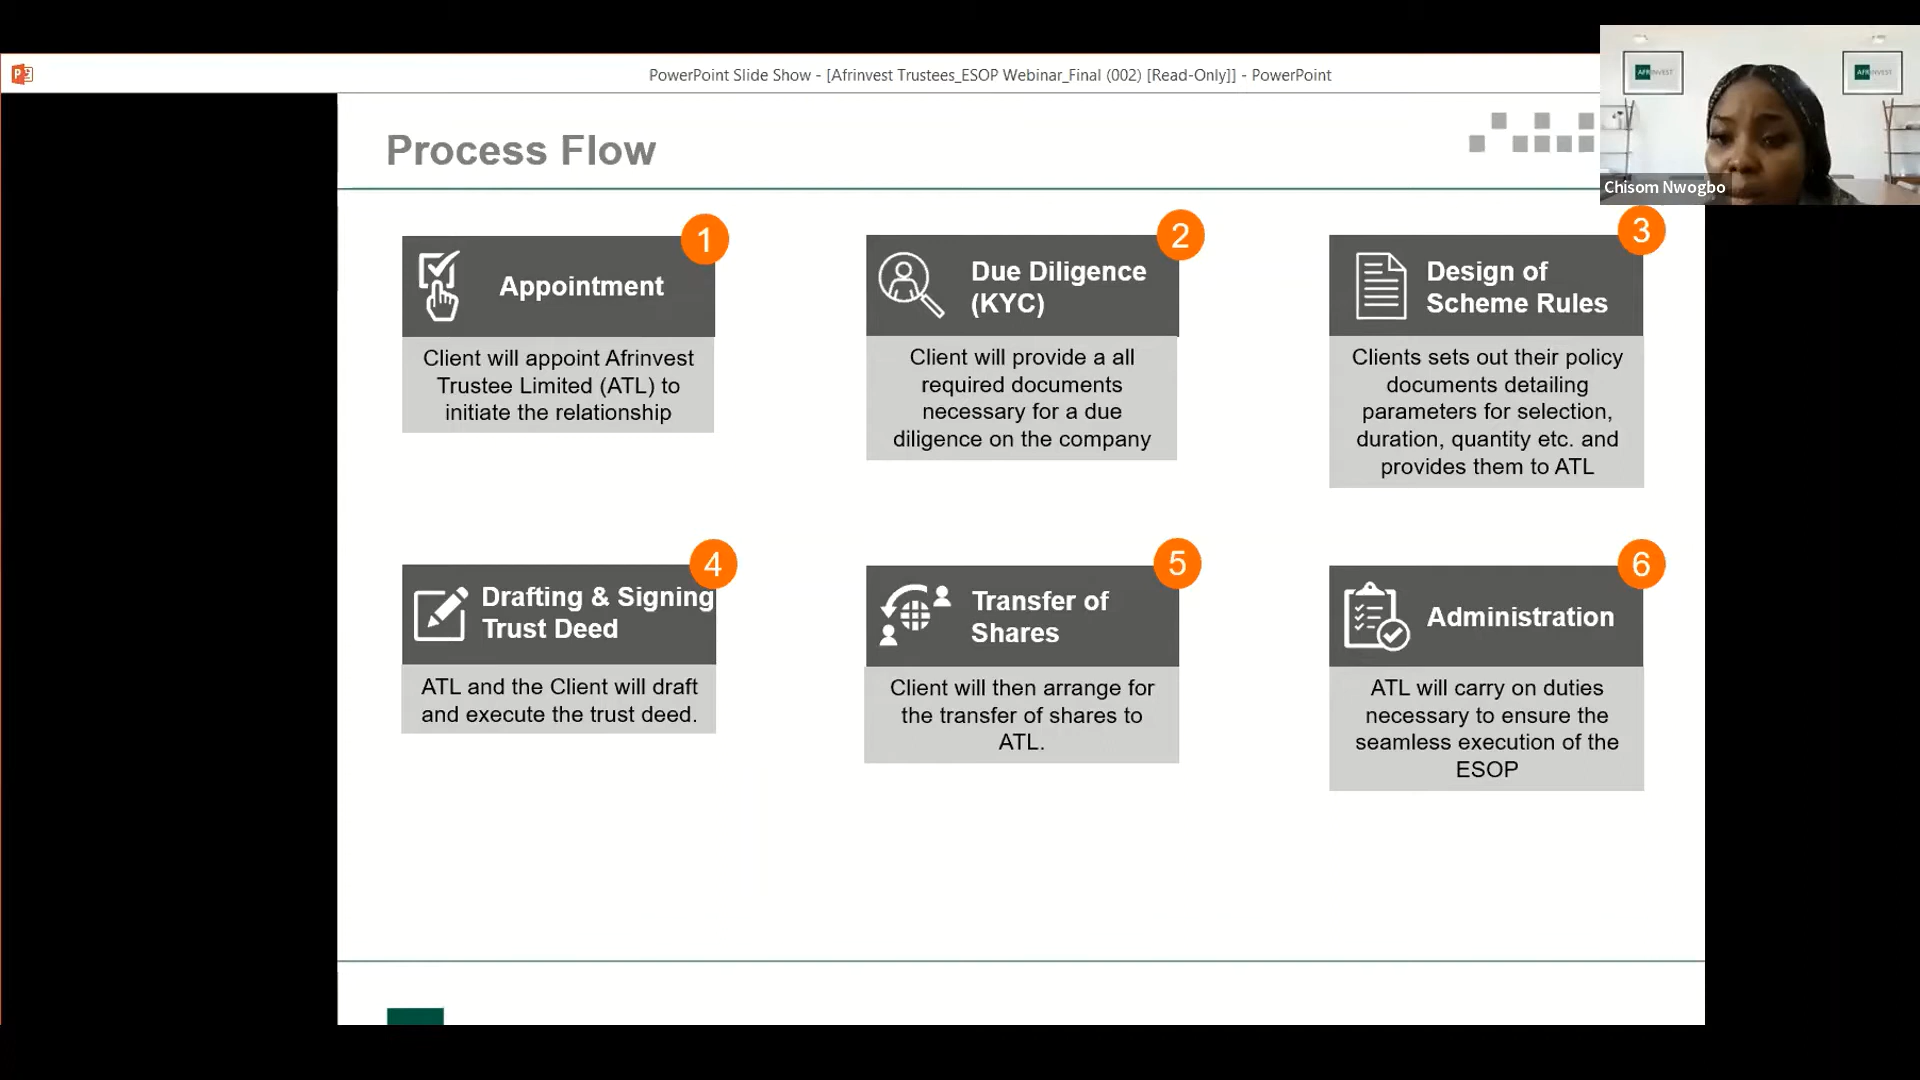 PowerPoint Slide Show - [Afrinvest Trustees_ESOP Webinar_Final (002) [Read-Only]] - PowerPoint
AFRINVEST
AFRINVEST
Chisom Nwogbo
Process Flow
1
Appointment
Client will appoint Afrinvest
Trustee Limited (ATL) to
initiate the relationship
2
Due Diligence
(KYC)
Client will provide a all
required documents
necessary for a due
diligence on the company
3
Design of
Scheme Rules
Clients sets out their policy
documents detailing
parameters for selection,
duration, quantity etc. and
provides them to ATL
4
Drafting & Signing
Trust Deed
ATL and the Client will draft
and execute the trust deed.
5
Transfer of
Shares
Client will then arrange for
the transfer of shares to
ATL.
6
Administration
ATL will carry on duties
necessary to ensure the
seamless execution of the
ESOP